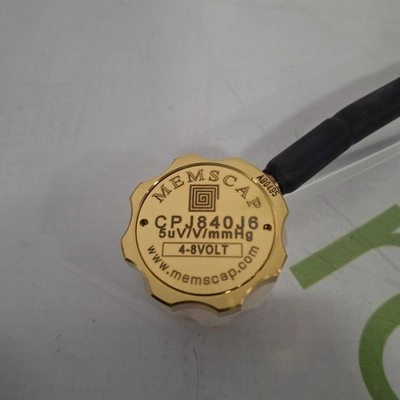 MEMSCAP
CPJ840J6
5uV/V/mmHg
4-8VOLT
www.memscap.com